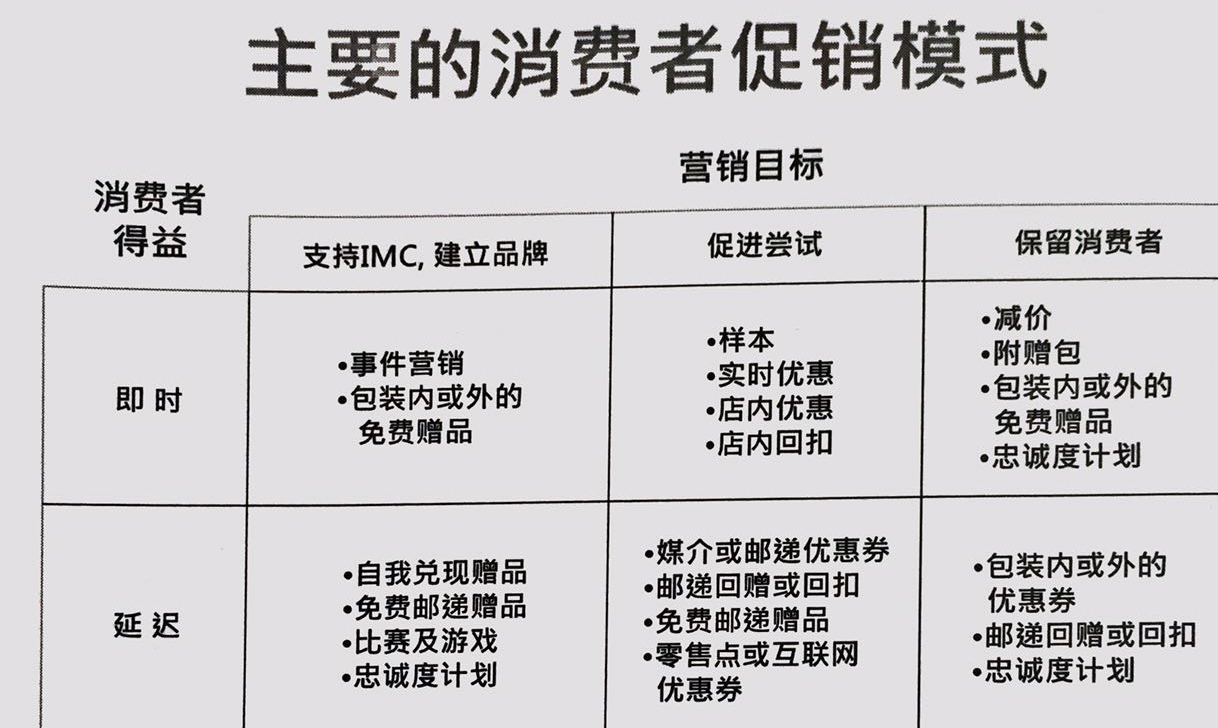 主要的消费者促销模式
营销目标
消费者
得益
支持IMC, 建立品牌
促进尝试
保留消费者
即 时
•事件营销
•包装内或外的
免费赠品
•样本
•实时优惠
•店内优惠
•店内回扣
•减价
•附赠包
•包装内或外的
免费赠品
•忠诚度计划
延 迟
•自我兑现赠品
•免费邮递赠品
•比赛及游戏
•忠诚度计划
•媒介或邮递优惠券
•邮递回赠或回扣
•免费邮递赠品
•零售点或互联网
优惠券
•包装内或外的
优惠券
•邮递回赠或回扣
•忠诚度计划